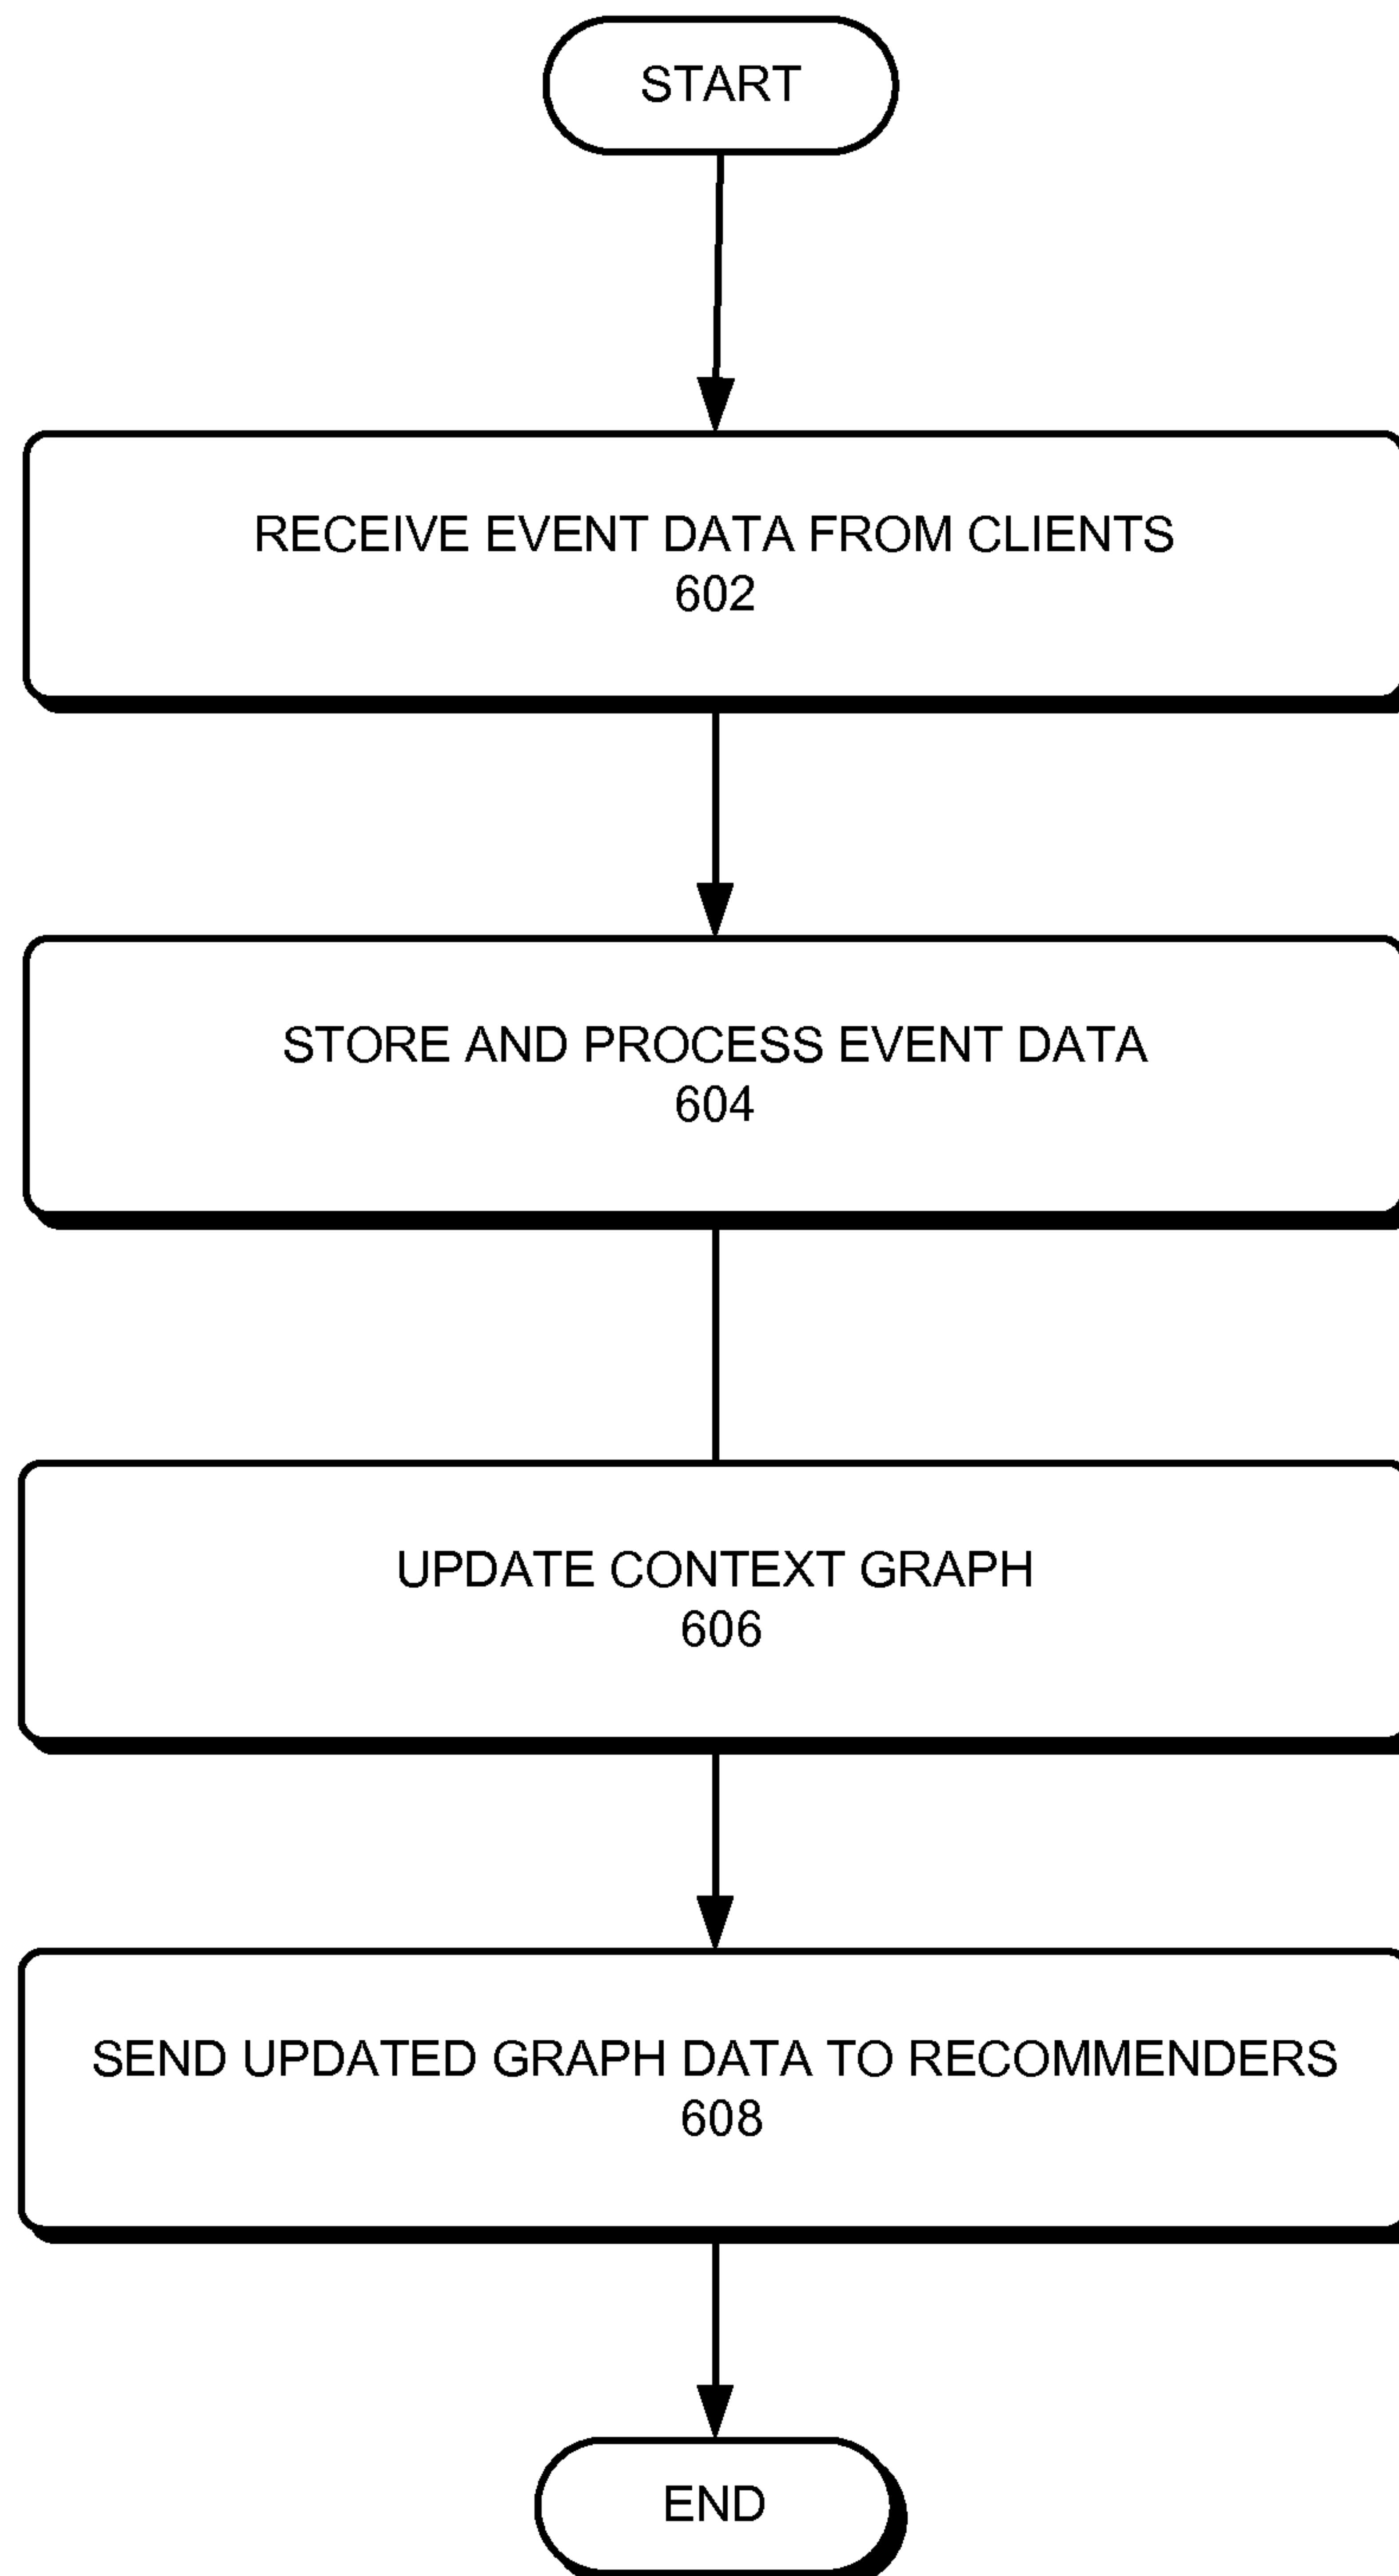 START
RECEIVE EVENT DATA FROM CLIENTS
602
STORE AND PROCESS EVENT DATA
604
UPDATE CONTEXT GRAPH
606
SEND UPDATED GRAPH DATA TO RECOMMENDERS
608
END